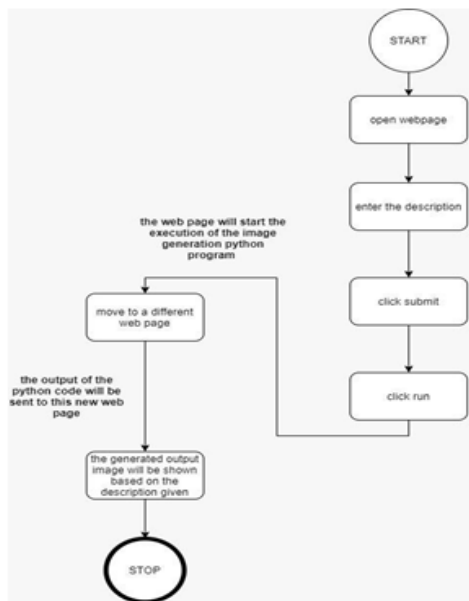 START
open webpage
enter the description
click submit
click run
the web page will start the
execution of the image
generation python
program
move to a different
web page
the output of the
python code will be
sent to this new web
page
the generated output
image will be shown
based on the
description given
STOP